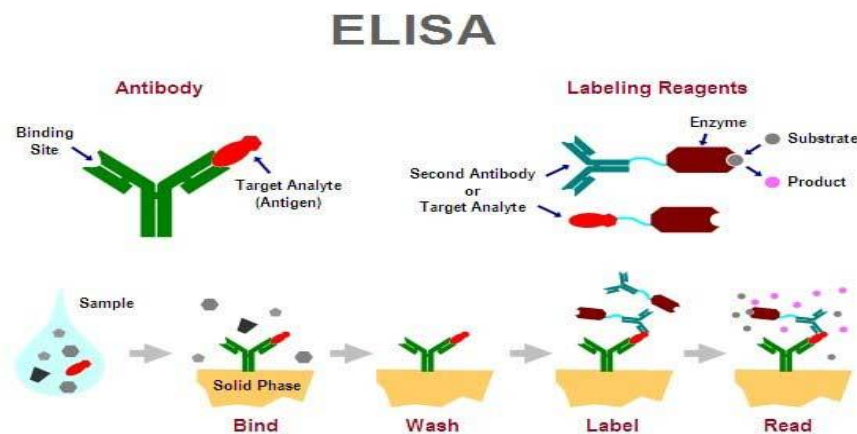 ELISA
Antibody
Binding
Site
Target Analyte
(Antigen)
Labeling Reagents
Enzyme
Substrate
Second Antibody
or
Target Analyte
Product
Sample
Solid Phase
Bind
Wash
Label
Read